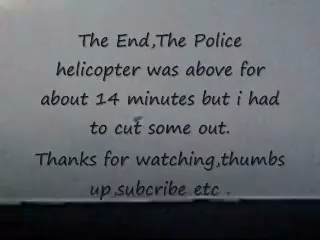 The End,The Police
helicopter was above for
about 14 minutes but i had
to cut some out.
Thanks for watching,thumbs
up,subcribe etc .